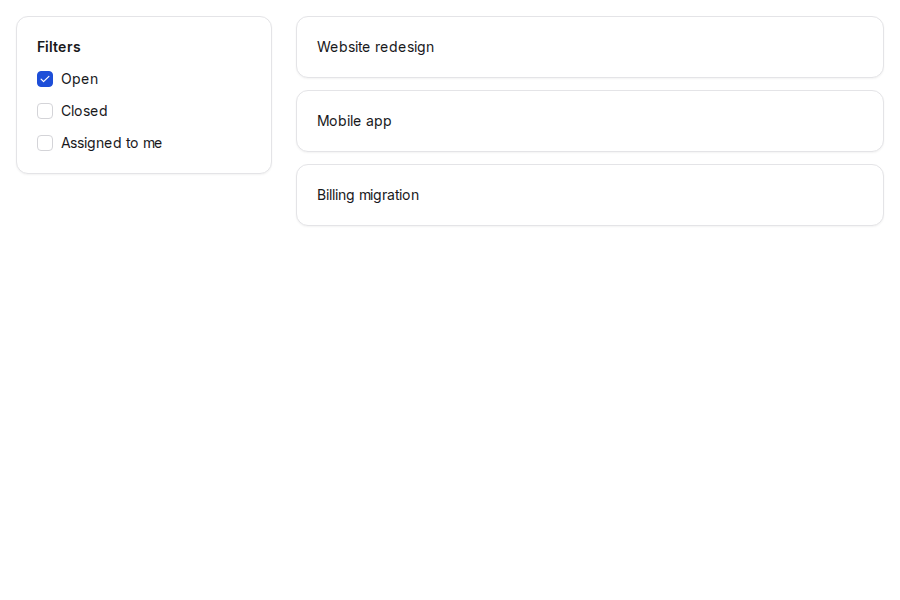 Filters
Open
Closed
Assigned to me
Website redesign
Mobile app
Billing migration